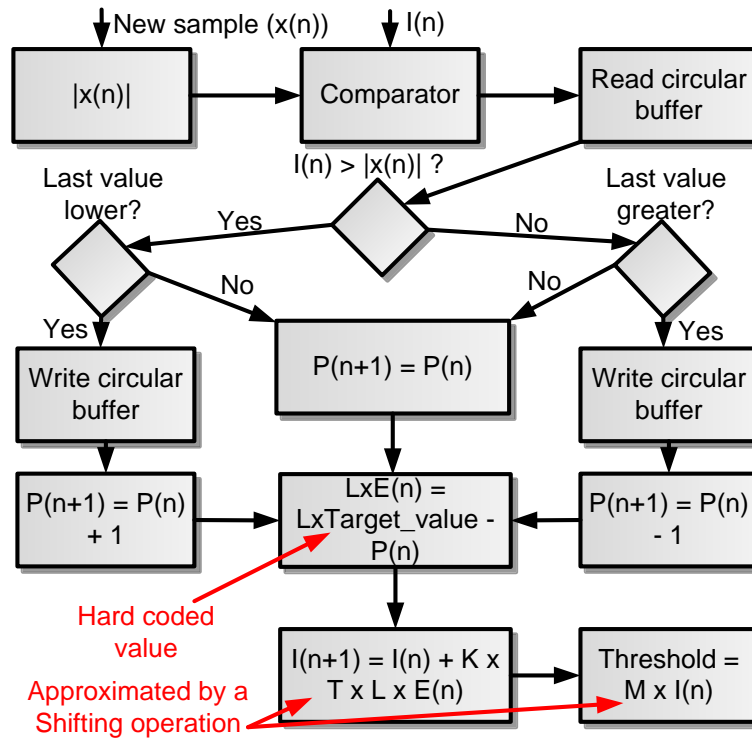 New sample (x(n))
I(n)
|x(n)|
Comparator
Read circular
buffer
I(n) > |x(n)| ?
Last value
lower?
Last value
greater?
Yes
No
No
No
Yes
Yes
Write circular
buffer
P(n+1) = P(n)
Write circular
buffer
P(n+1) = P(n)
+ 1
LxE(n) =
LxTarget_value -
P(n)
P(n+1) = P(n)
- 1
Hard coded
value
I(n+1) = I(n) + K x
T x L x E(n)
Threshold =
M x I(n)
Approximated by a
Shifting operation